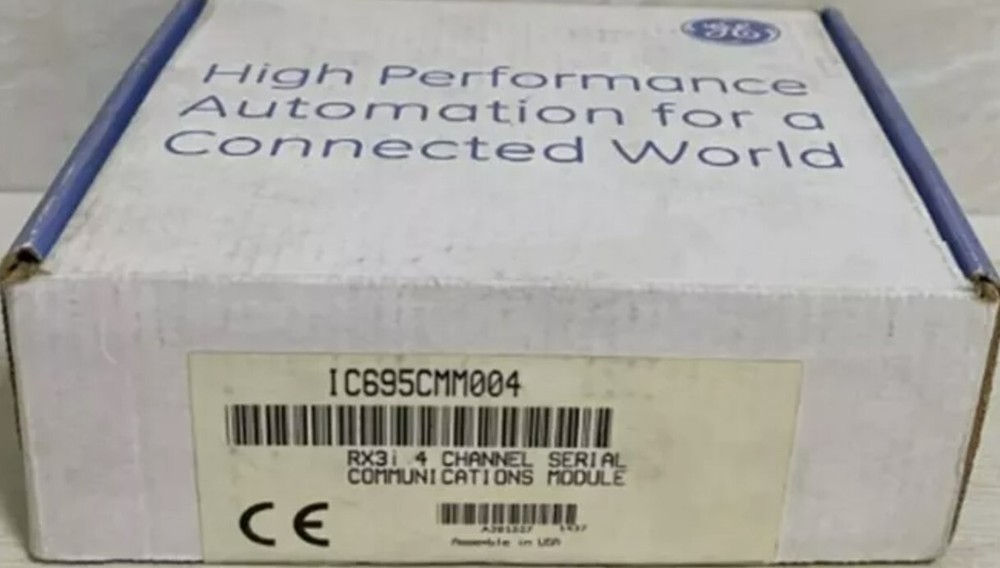 GE
High Performance
Automation for a
Connected World
IC695CMM004
RX3i 4 CHANNEL SERIAL
COMMUNICATIONS MODULE
CE
Assemble in USA